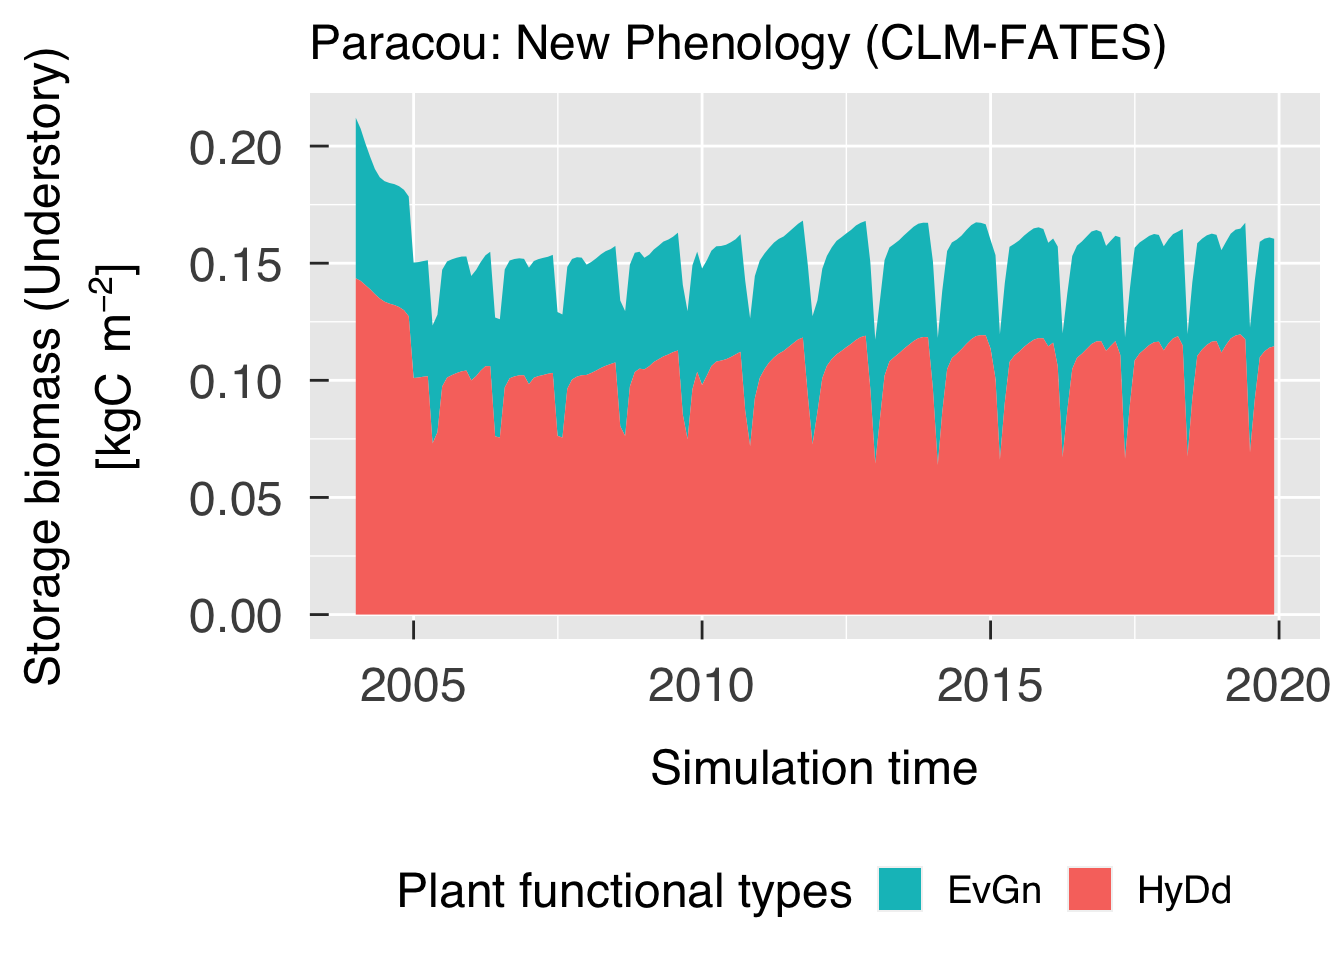 Paracou: New Phenology (CLM-FATES)
Storage biomass (Understory)
[kgC m⁻²]
0.20
0.15
0.10
0.05
0.00
2005 2010 2015 2020
Simulation time
Plant functional types EvGn HyDd